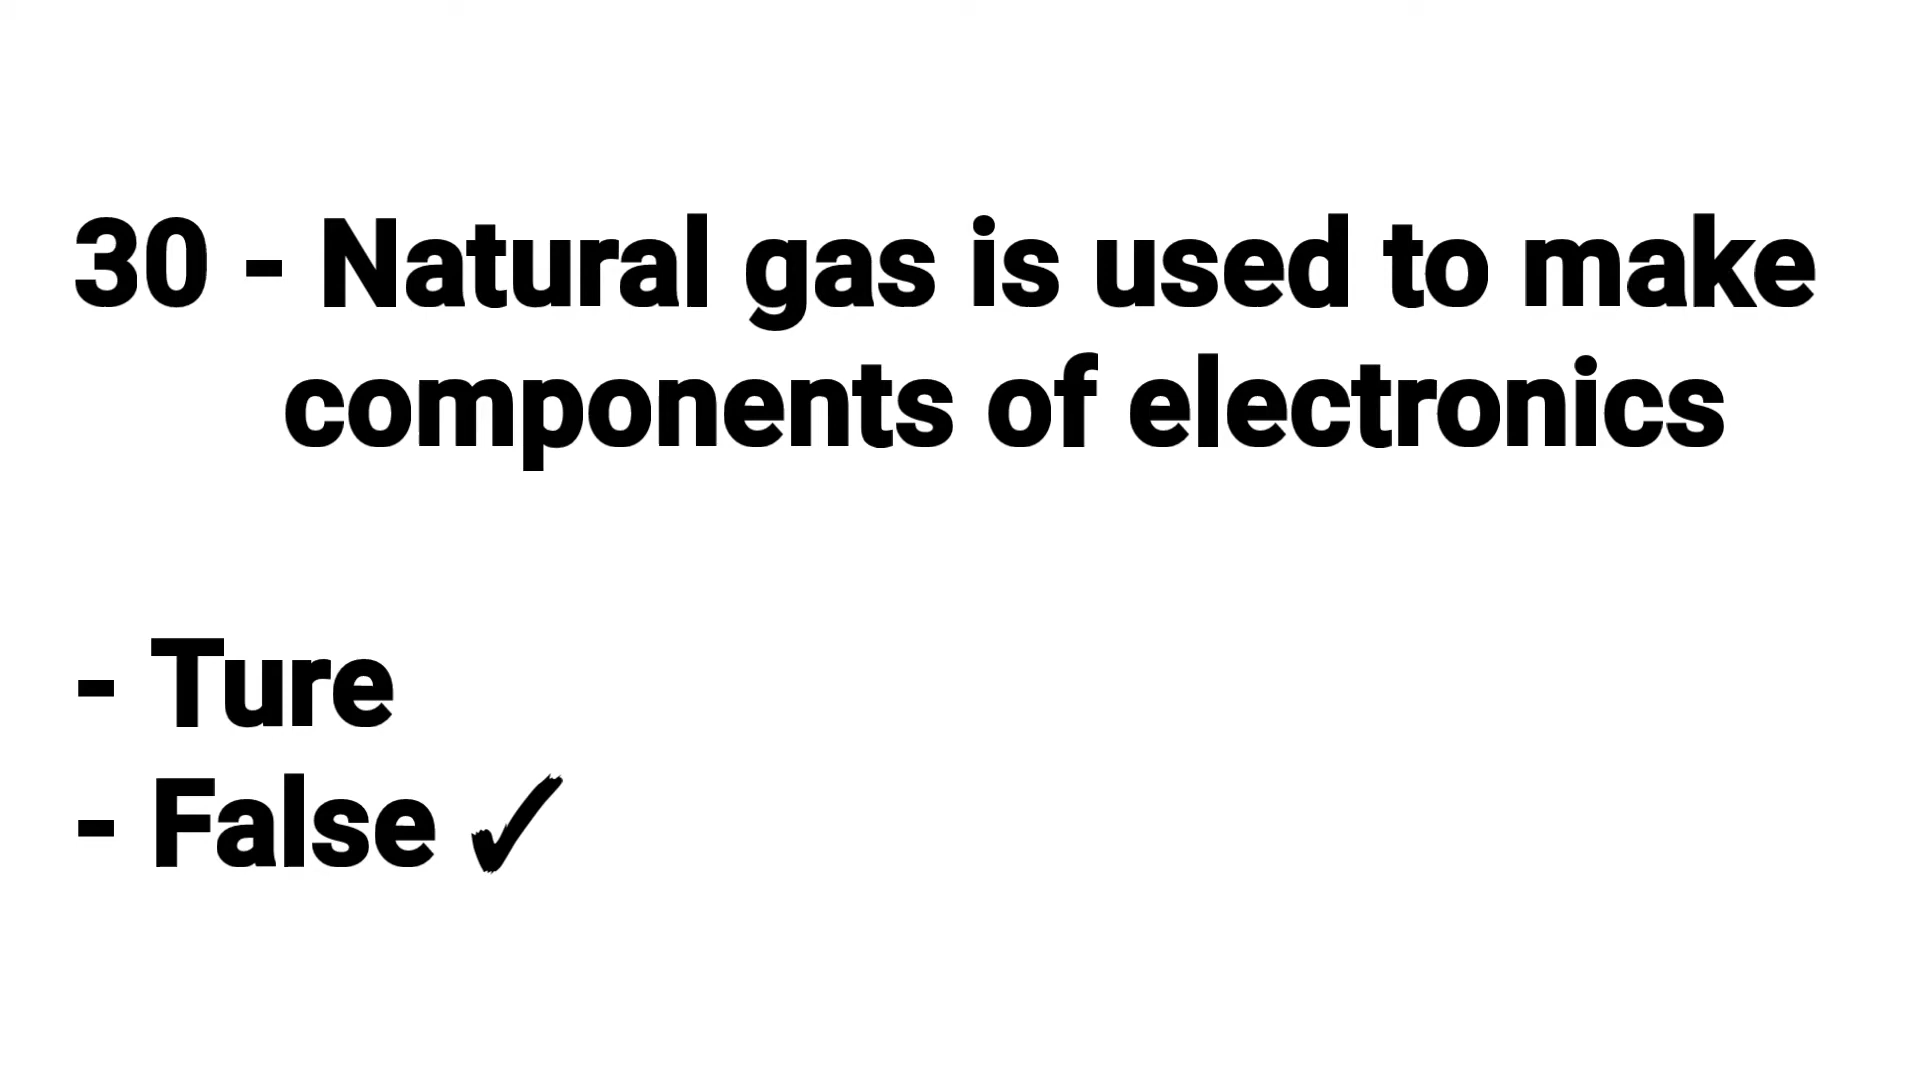 30 - Natural gas is used to make
components of electronics
- Ture
- False ✓